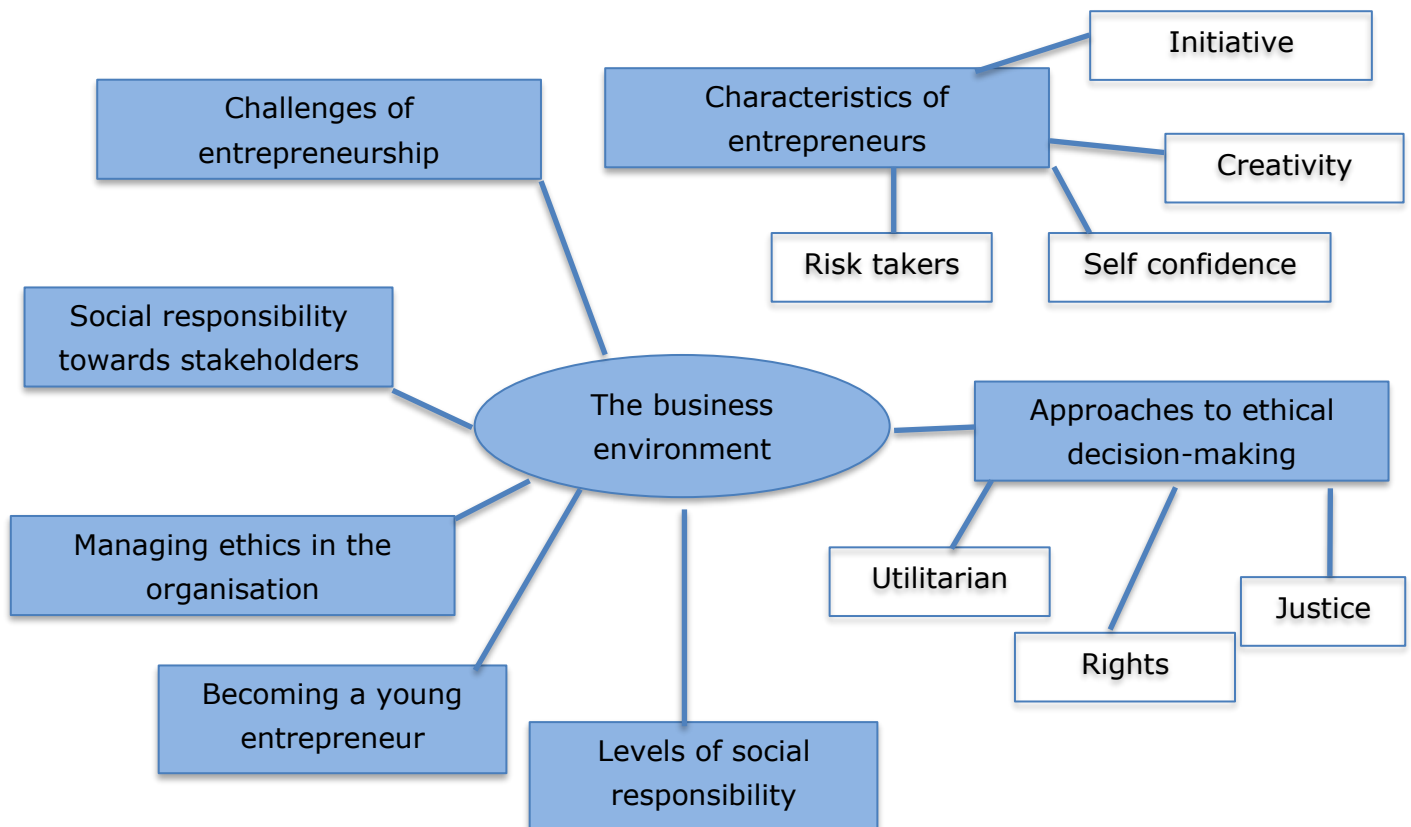 Initiative
Characteristics of
entrepreneurs
Challenges of
entrepreneurship
Creativity
Risk takers
Self confidence
Social responsibility
towards stakeholders
The business
environment
Approaches to ethical
decision-making
Managing ethics in the
organisation
Utilitarian
Justice
Rights
Becoming a young
entrepreneur
Levels of social
responsibility